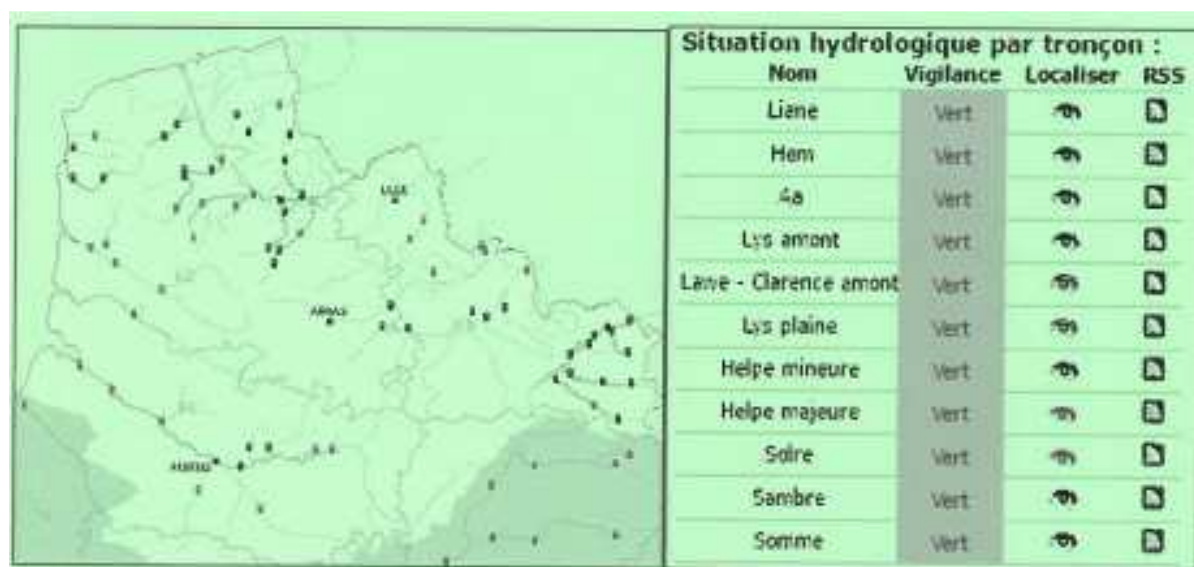 Situation hydrologique par tronçon :
Nom Vigilance Localiser RSS
Liane Vert
Hem Vert
Aa Vert
Lys amont Vert
Lawe - Clarence amont Vert
Lys plaine Vert
Helpe mineure Vert
Helpe majeure Vert
Solre Vert
Sambre Vert
Somme Vert
LILLE
ARRAS